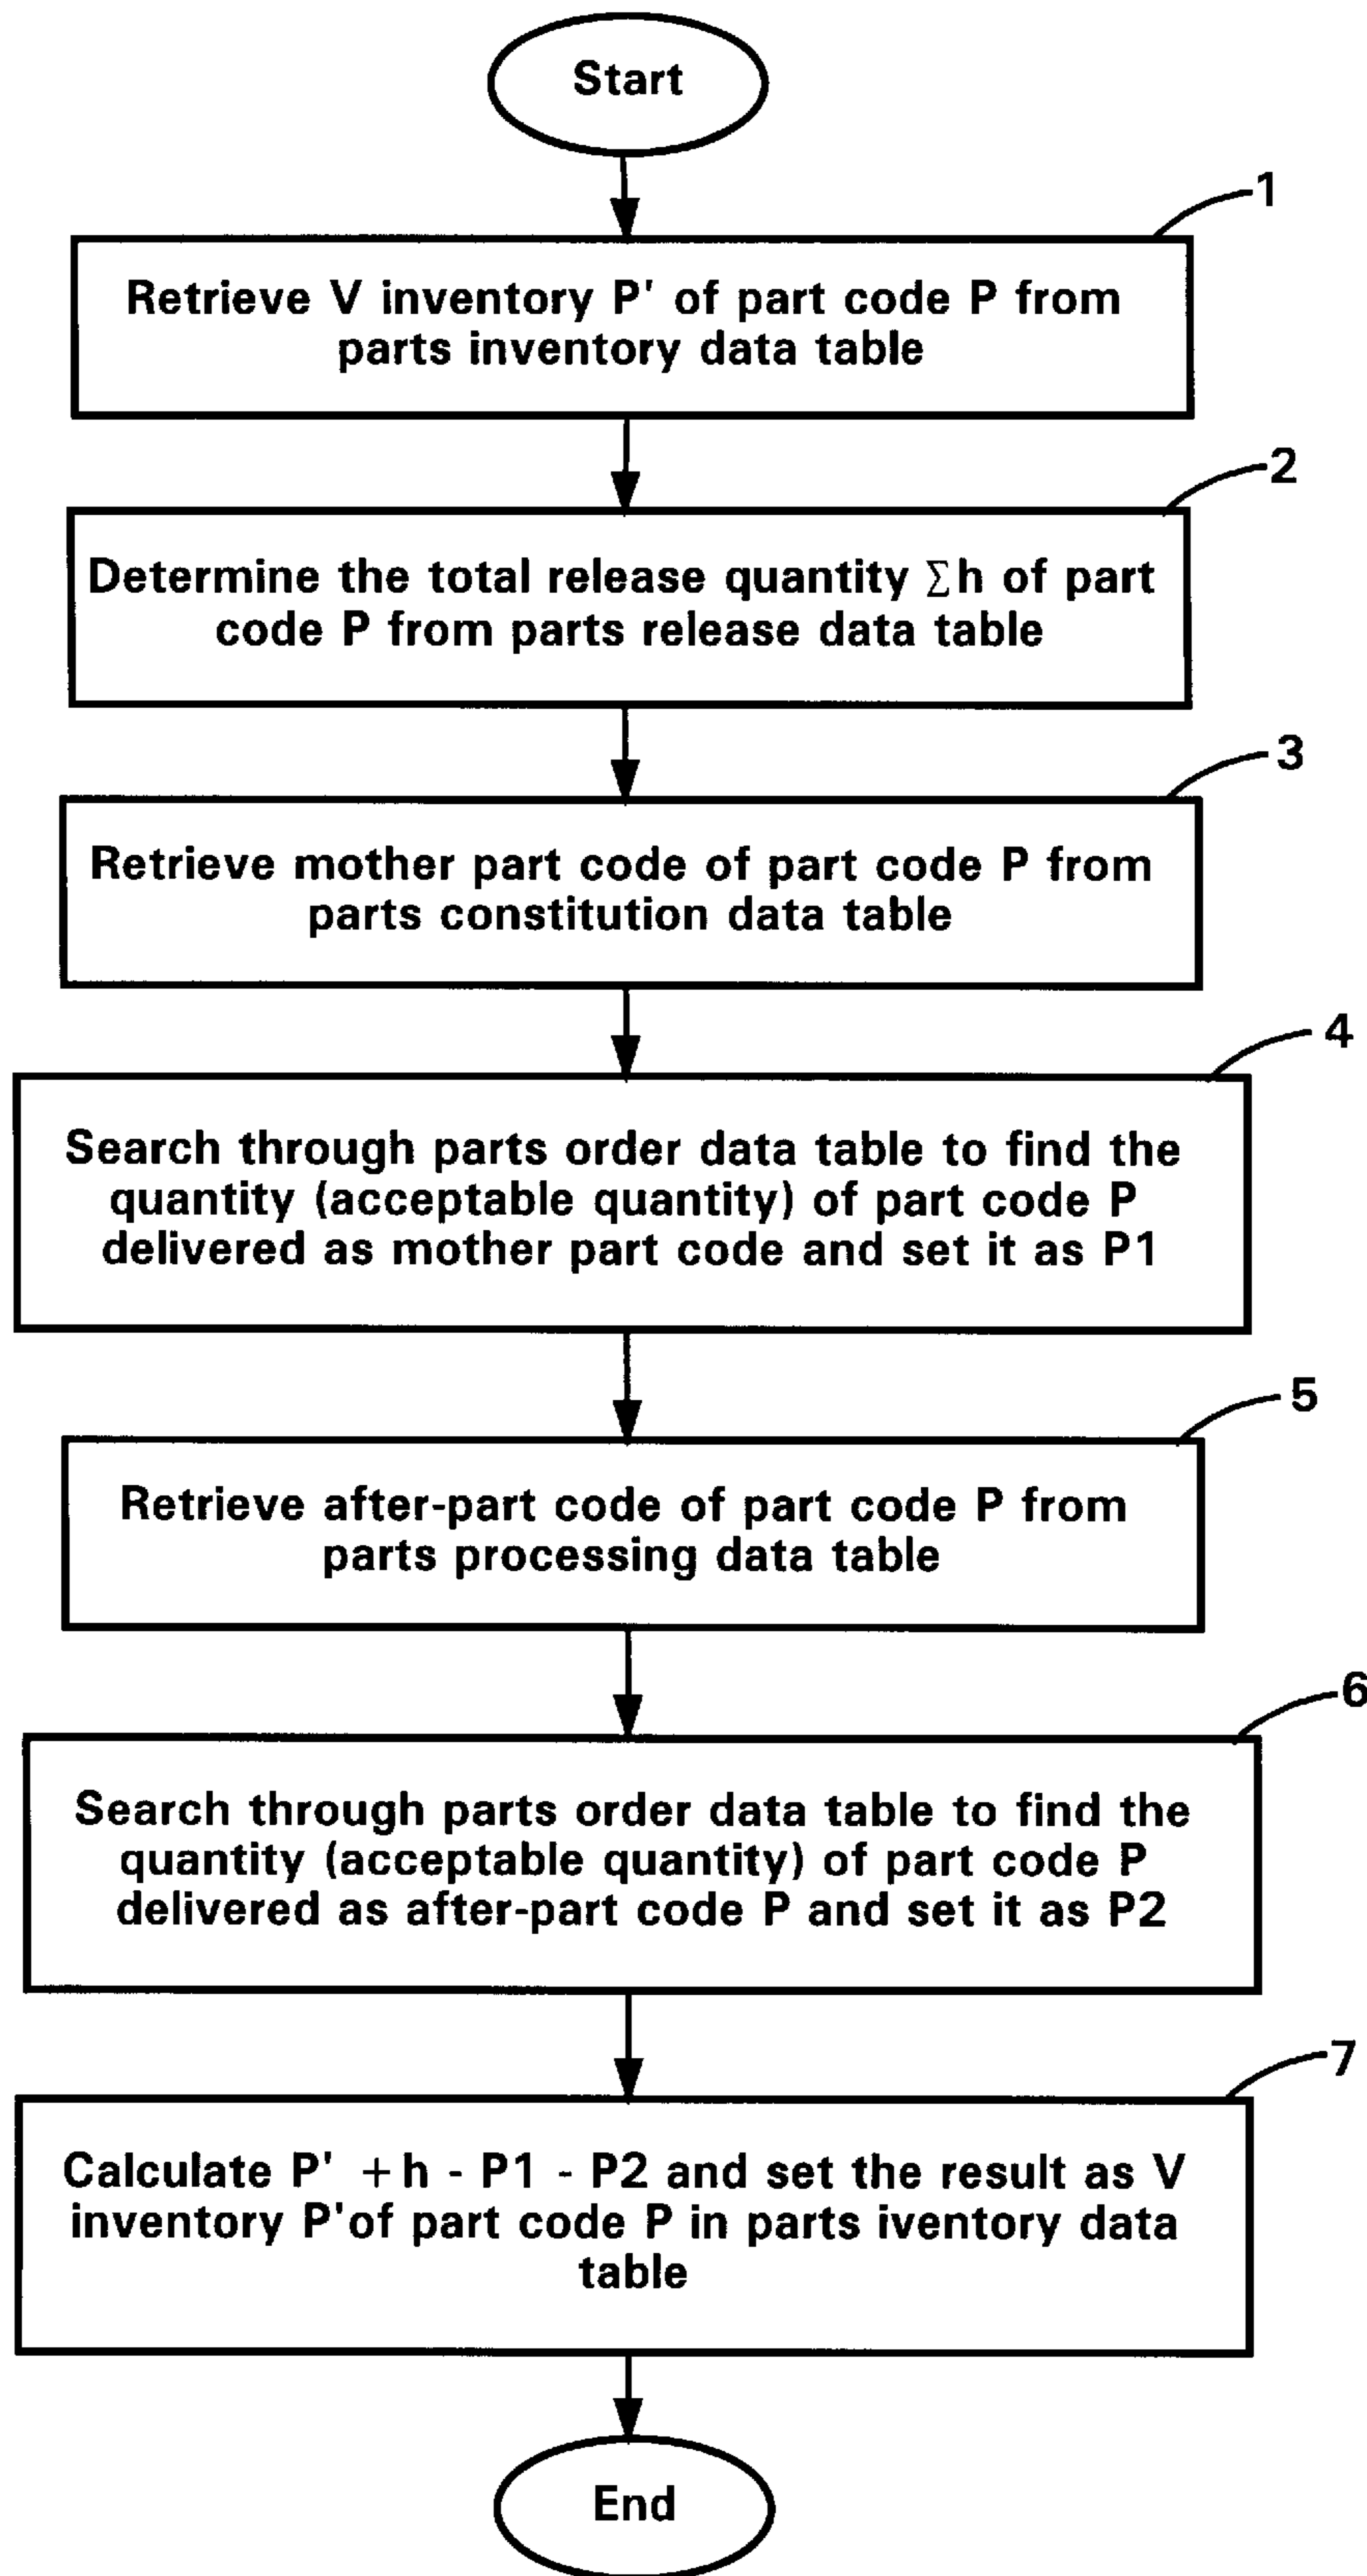 Start
1
Retrieve V inventory P' of part code P from
parts inventory data table
2
Determine the total release quantity ∑h of part
code P from parts release data table
3
Retrieve mother part code of part code P from
parts constitution data table
4
Search through parts order data table to find the
quantity (acceptable quantity) of part code P
delivered as mother part code and set it as P1
5
Retrieve after-part code of part code P from
parts processing data table
6
Search through parts order data table to find the
quantity (acceptable quantity) of part code P
delivered as after-part code P and set it as P2
7
Calculate P' +h - P1 - P2 and set the result as V
inventory P'of part code P in parts iventory data
table
End